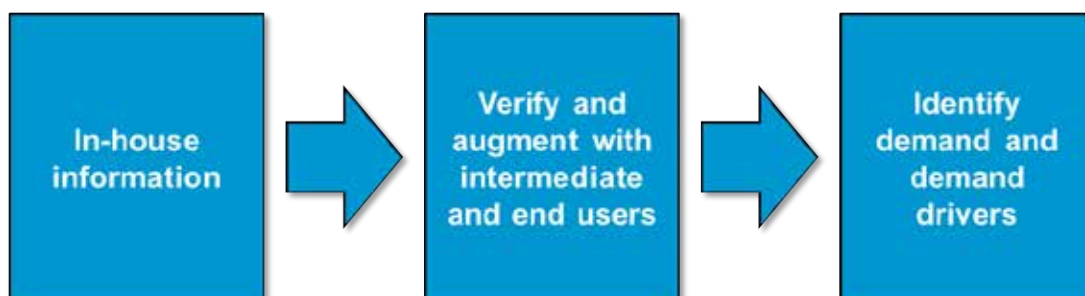 In-house
information
Verify and
augment with
intermediate
and end users
Identify
demand and
demand
drivers